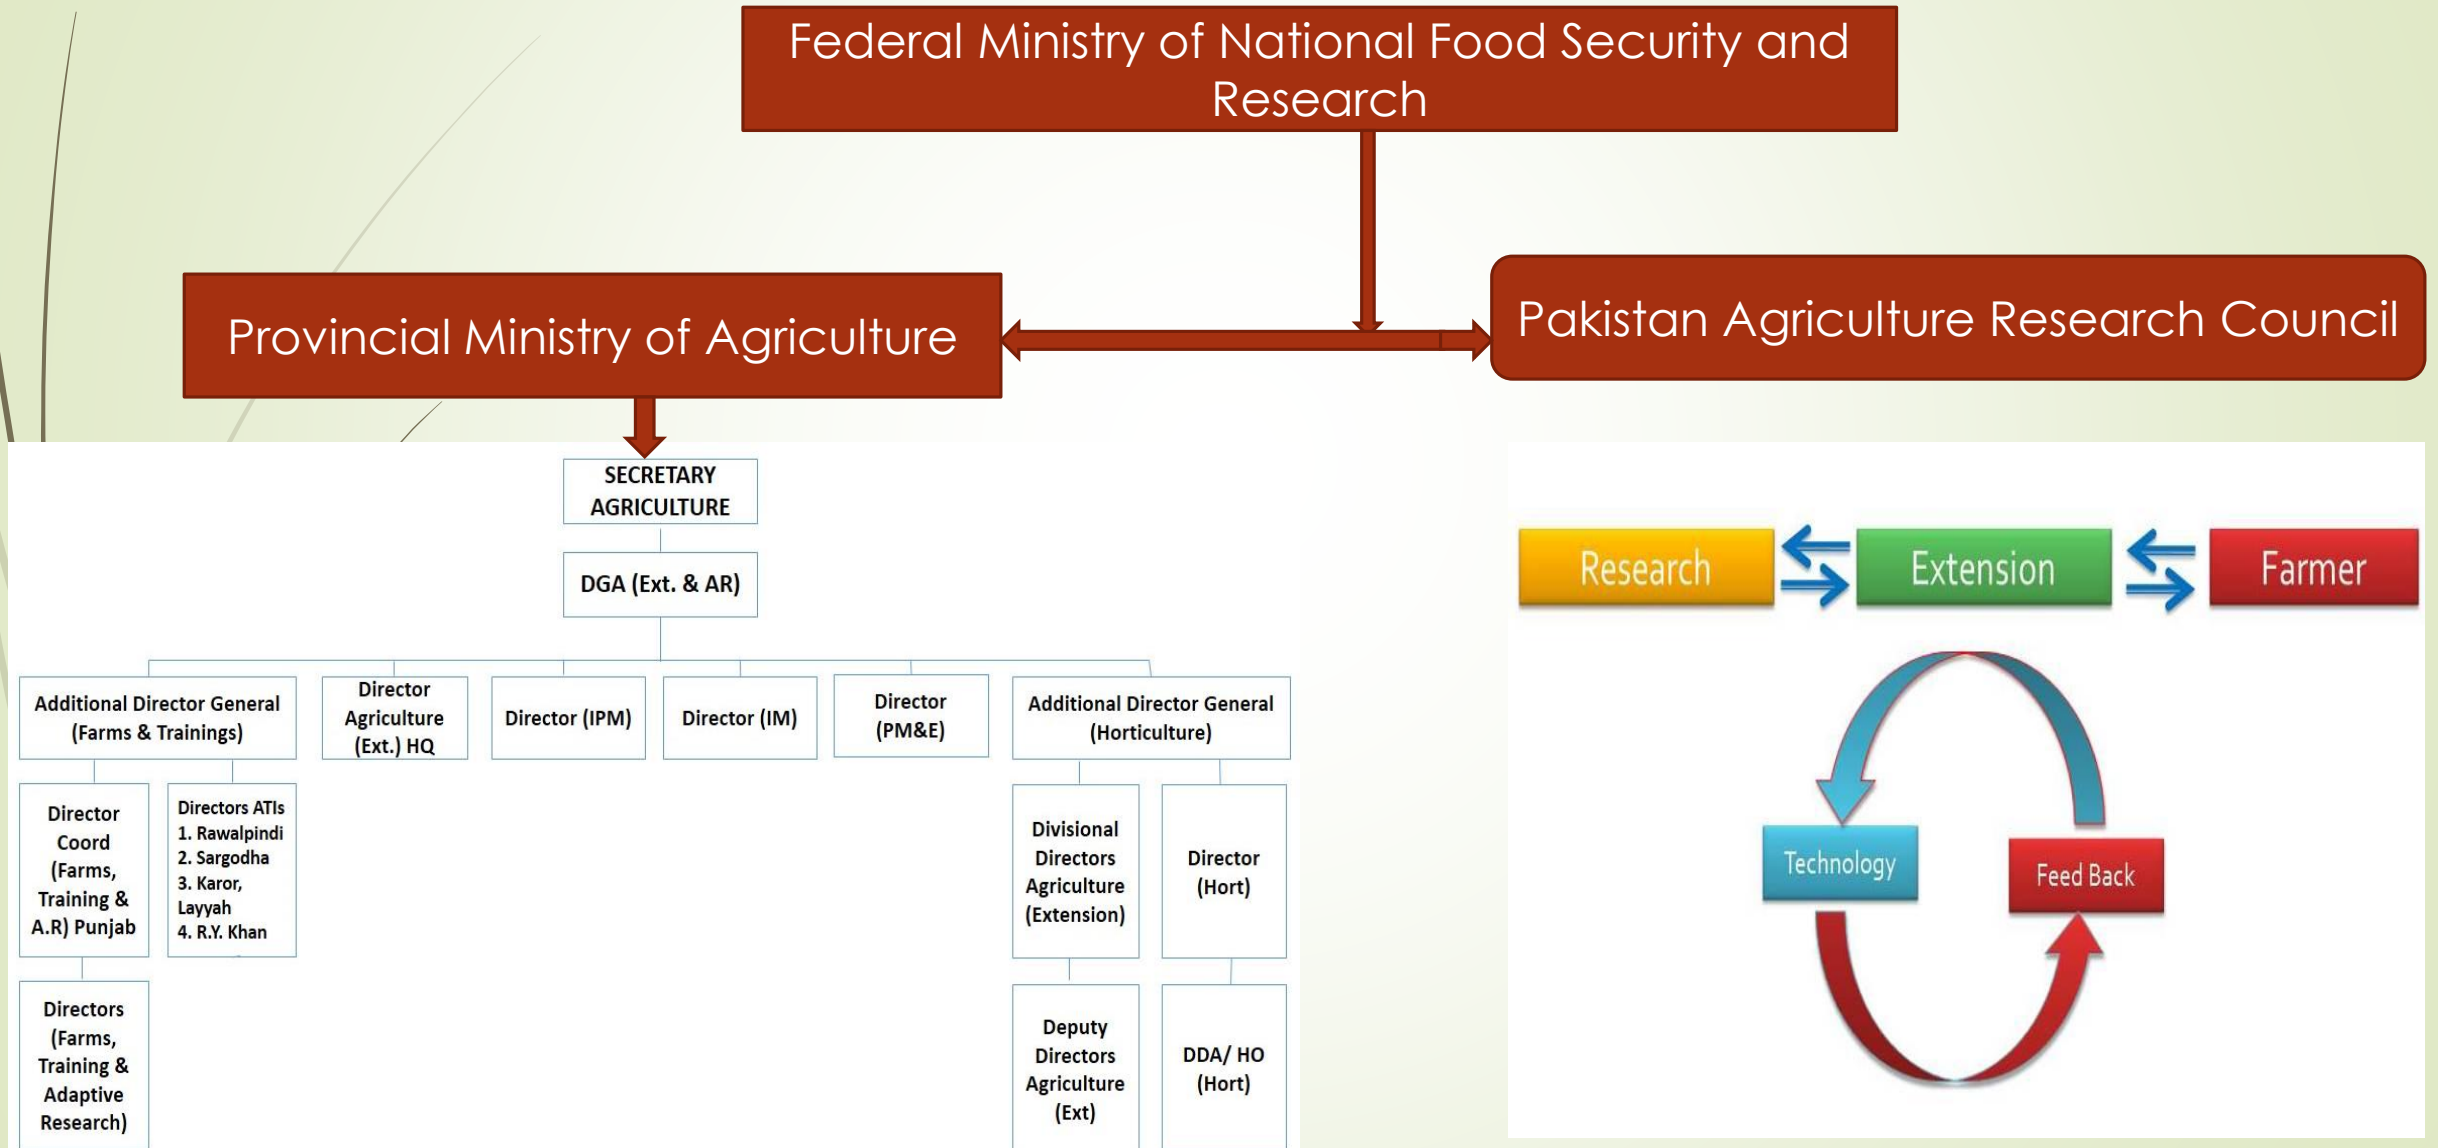 Federal Ministry of National Food Security and
Research
Provincial Ministry of Agriculture
Pakistan Agriculture Research Council
SECRETARY
AGRICULTURE
DGA (Ext. & AR)
Additional Director General
(Farms & Trainings)
Director
Agriculture
(Ext.) HQ
Director (IPM)
Director (IM)
Director
(PM&E)
Additional Director General
(Horticulture)
Director
Coord
(Farms,
Training &
A.R) Punjab
Directors ATIs
1. Rawalpindi
2. Sargodha
3. Karor,
Layyah
4. R.Y. Khan
Divisional
Directors
Agriculture
(Extension)
Director
(Hort)
Directors
(Farms,
Training &
Adaptive
Research)
Deputy
Directors
Agriculture
(Ext)
DDA/ HO
(Hort)
Research
Extension
Farmer
Technology
Feed Back